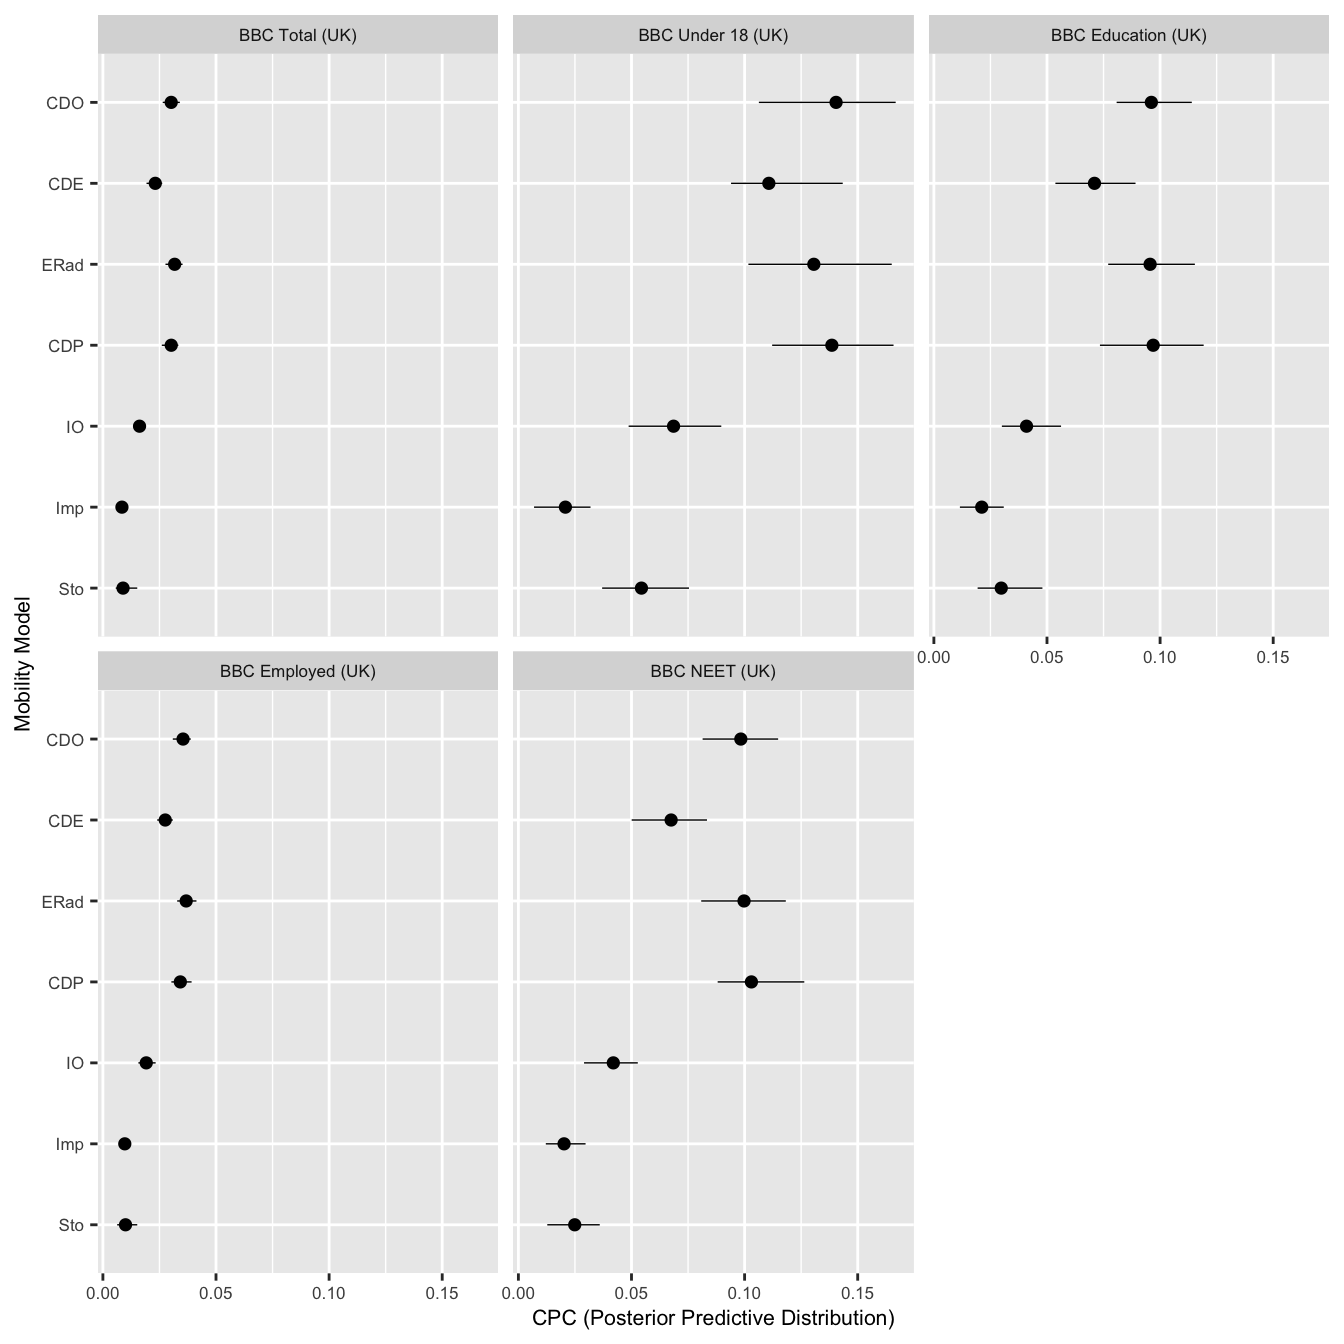 BBC Total (UK)
BBC Under 18 (UK)
BBC Education (UK)
CDO
CDE
ERad
CDP
IO
Imp
Sto
0.00 0.05 0.10 0.15
BBC Employed (UK)
BBC NEET (UK)
CDO
CDE
ERad
CDP
IO
Imp
Sto
0.00 0.05 0.10 0.15
0.00 0.05 0.10 0.15
Mobility Model
CPC (Posterior Predictive Distribution)